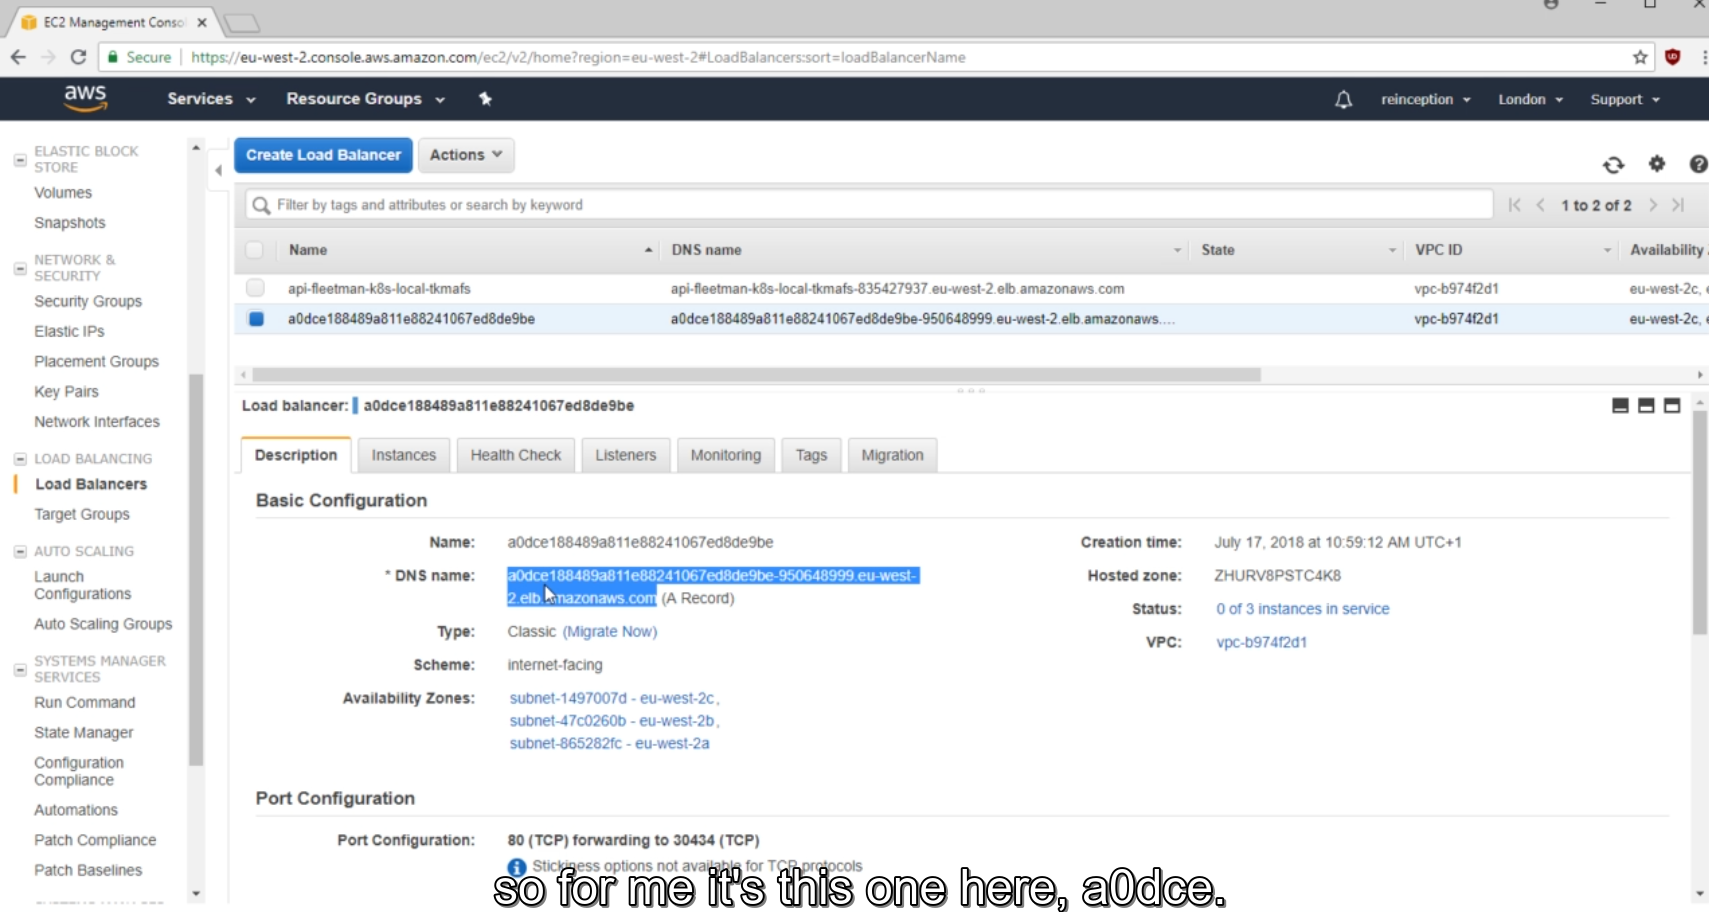 EC2 Management Conso
Secure | https://eu-west-2.console.aws.amazon.com/ec2/v2/home?region=eu-west-2#LoadBalancers:sort=loadBalancerName
aws Services Resource Groups reinception London Support
ELASTIC BLOCK
STORE
Volumes
Snapshots
NETWORK &
SECURITY
Security Groups
Elastic IPs
Placement Groups
Key Pairs
Network Interfaces
LOAD BALANCING
Load Balancers
Target Groups
AUTO SCALING
Launch
Configurations
Auto Scaling Groups
SYSTEMS MANAGER
SERVICES
Run Command
State Manager
Configuration
Compliance
Automations
Patch Compliance
Patch Baselines
Create Load Balancer Actions
Filter by tags and attributes or search by keyword 1 to 2 of 2
Name DNS name State VPC ID Availability
api-fleetman-k8s-local-tkmafs api-fleetman-k8s-local-tkmafs-835427937.eu-west-2.elb.amazonaws.com vpc-b974f2d1 eu-west-2c,
a0dce188489a811e88241067ed8de9be a0dce188489a811e88241067ed8de9be-950648999.eu-west-2.elb.amazonaws.... vpc-b974f2d1 eu-west-2c,
Load balancer: a0dce188489a811e88241067ed8de9be
Description Instances Health Check Listeners Monitoring Tags Migration
Basic Configuration
Name: a0dce188489a811e88241067ed8de9be
* DNS name: a0dce188489a811e88241067ed8de9be-950648999.eu-west-
2.elb.amazonaws.com (A Record)
Type: Classic (Migrate Now)
Scheme: internet-facing
Availability Zones: subnet-1497007d - eu-west-2c,
subnet-47c0260b - eu-west-2b,
subnet-865282fc - eu-west-2a
Creation time: July 17, 2018 at 10:59:12 AM UTC+1
Hosted zone: ZHURV8PSTC4K8
Status: 0 of 3 instances in service
VPC: vpc-b974f2d1
Port Configuration
Port Configuration: 80 (TCP) forwarding to 30434 (TCP)
Stickiness options not available for TCP protocols
so for me it's this one here, a0dce.